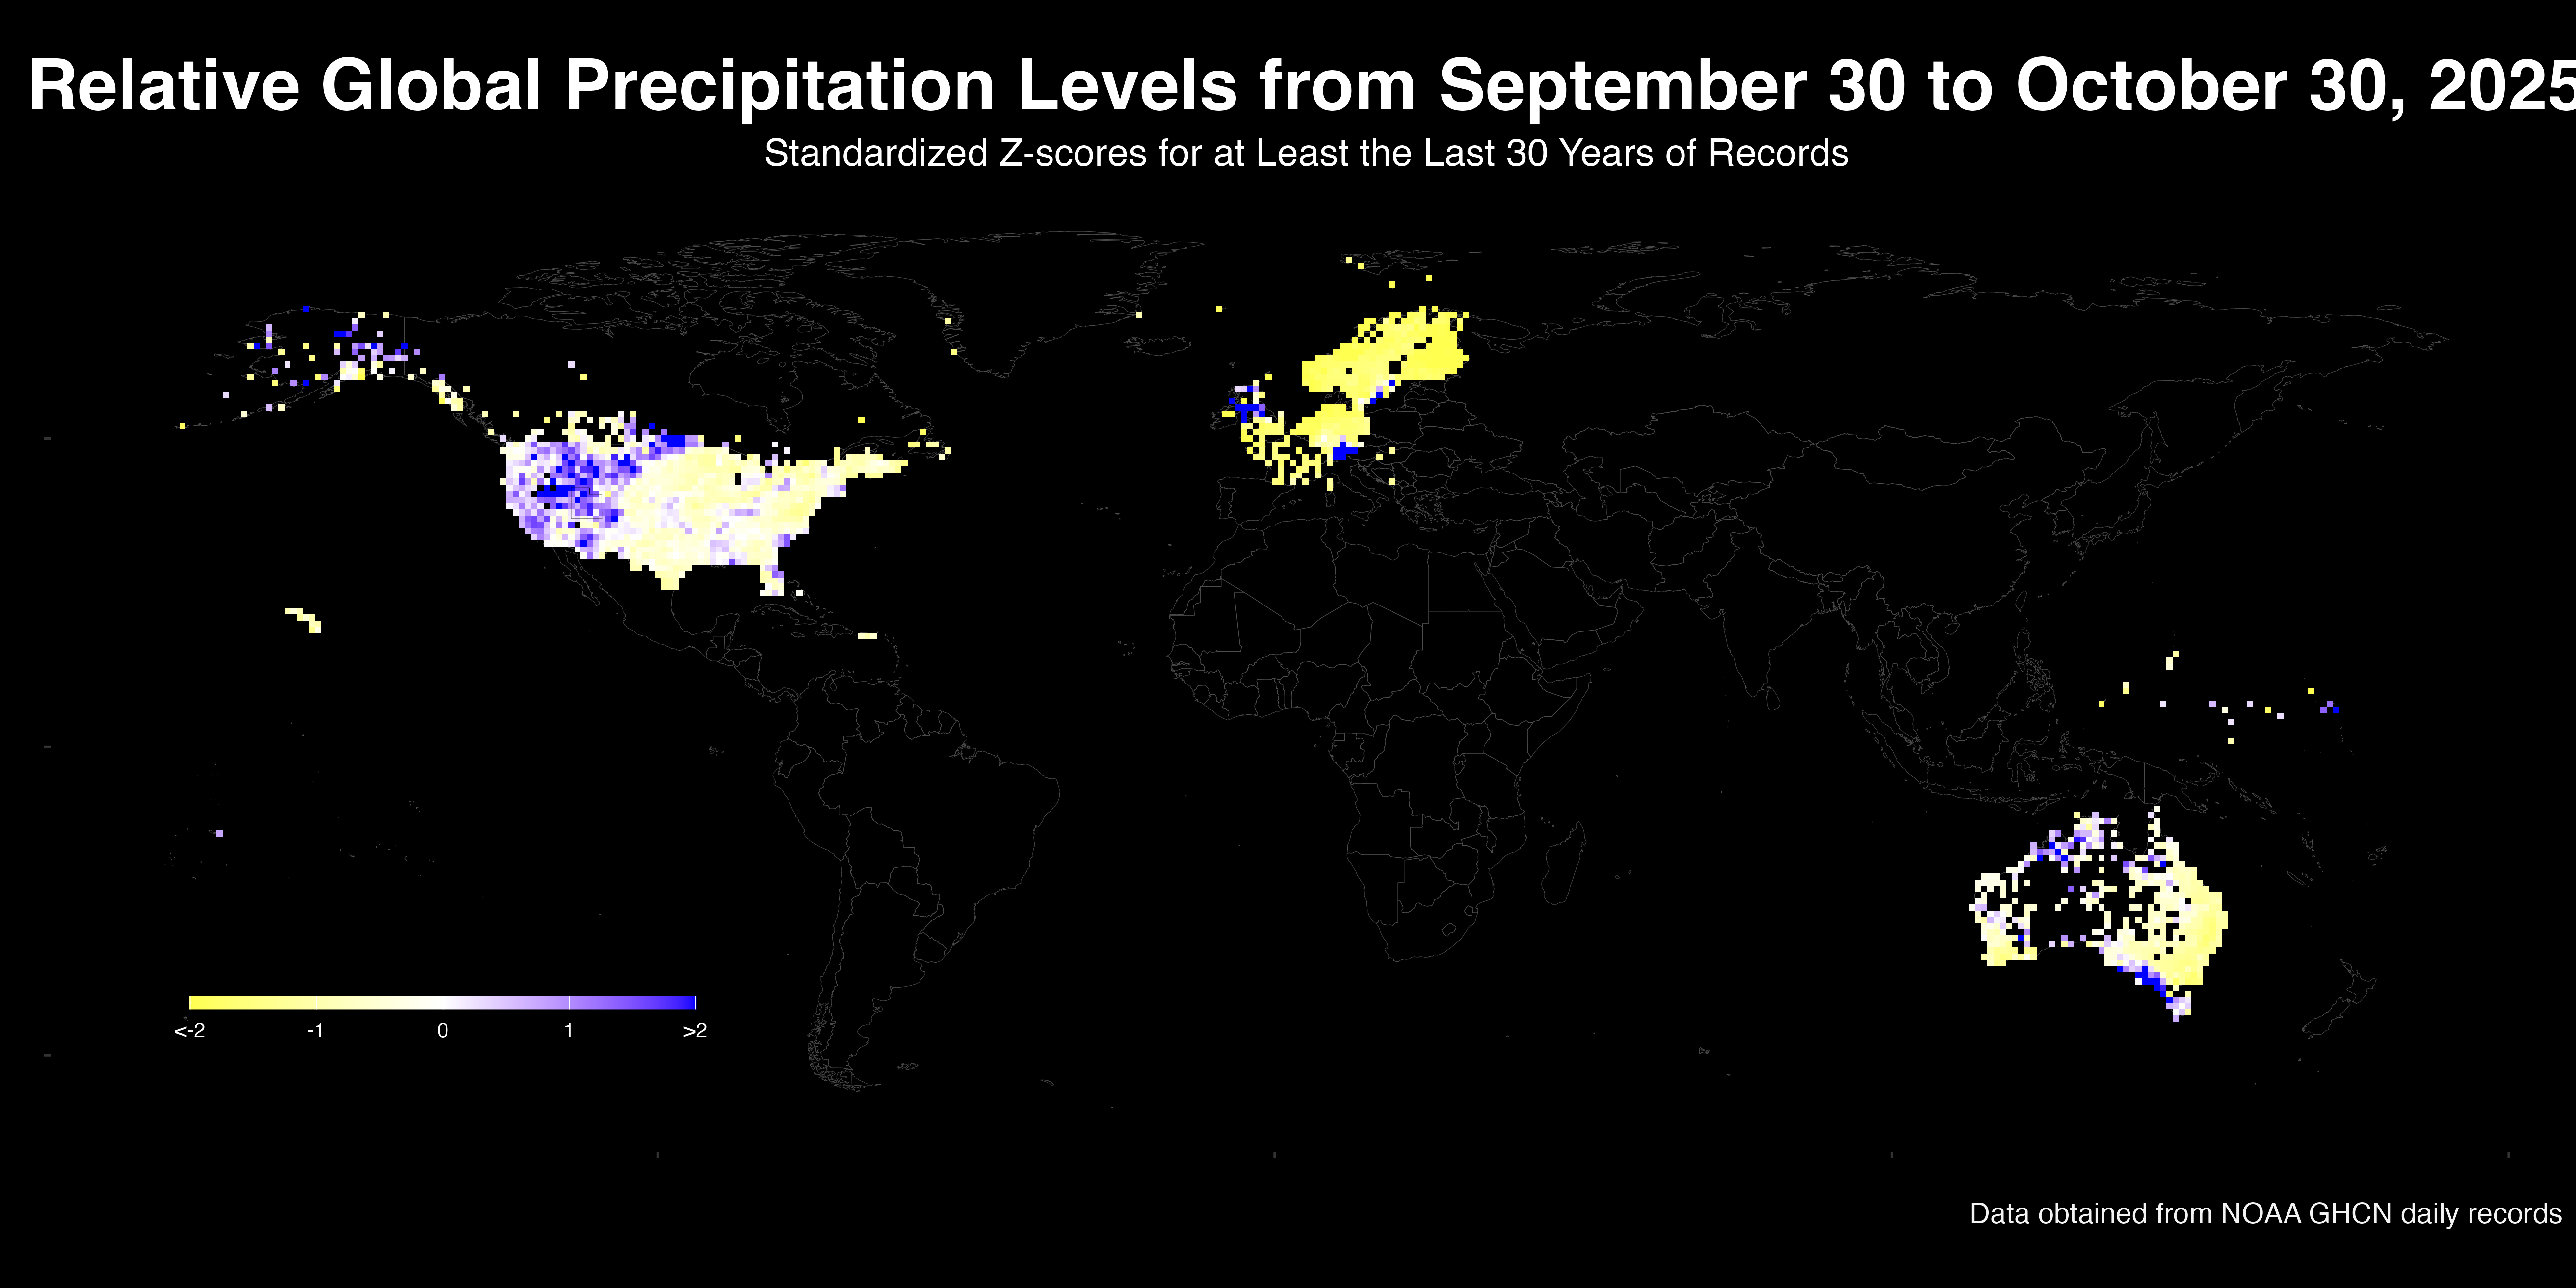 Relative Global Precipitation Levels from September 30 to October 30, 2025
Standardized Z-scores for at Least the Last 30 Years of Records
<-2 -1 0 1 >2
Data obtained from NOAA GHCN daily records